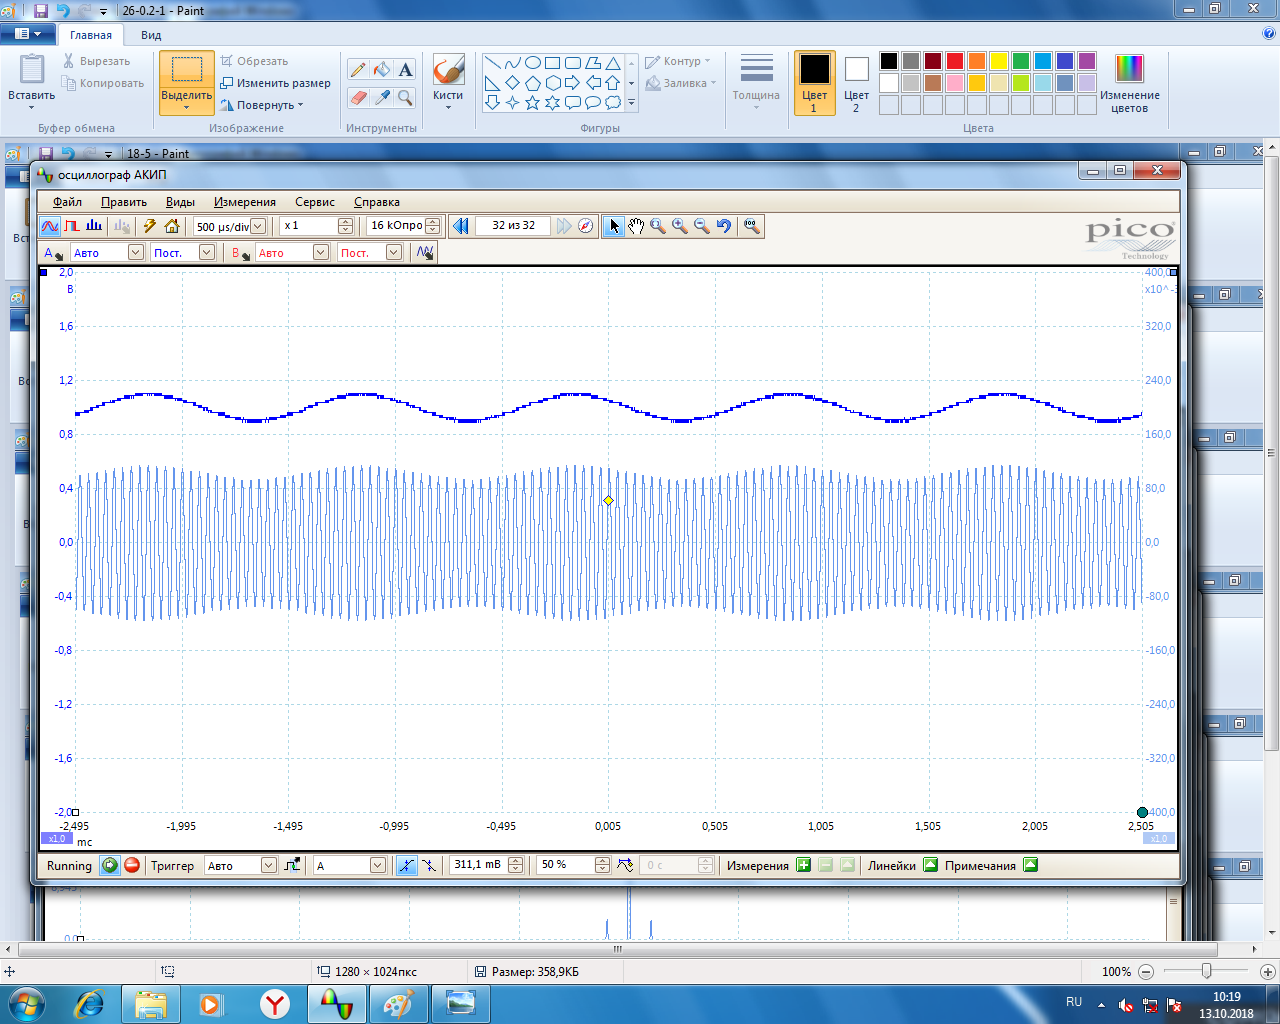 26-0.2-1 - Paint
Главная Вид
Вставить
Вырезать
Копировать
Буфер обмена
Выделить
Обрезать
Изменить размер
Повернуть
Изображение
Инструменты
Кисти
Контур
Заливка
Фигуры
Толщина
Цвет 1
Цвет 2
Изменение цветов
Цвета
18-5 - Paint
осциллограф АКИП
Файл Править Виды Измерения Сервис Справка
500 µs/div x 1 16 кОпро 32 из 32
pico
Technology
A Авто Пост. B Авто Пост.
2,0 400,0
В x10^-3
1,6 320,0
1,2 240,0
0,8 160,0
0,4 80,0
0,0 0,0
-0,4 -80,0
-0,8 -160,0
-1,2 -240,0
-1,6 -320,0
-2,0 -400,0
-2,495 -1,995 -1,495 -0,995 -0,495 0,005 0,505 1,005 1,505 2,005 2,505
x1,0 мс x1,0
Running Триггер Авто A 311,1 mВ 50 % 0 с Измерения Линейки Примечания
0,0
1280 × 1024пкс Размер: 358,9КБ 100%
RU 10:19
13.10.2018